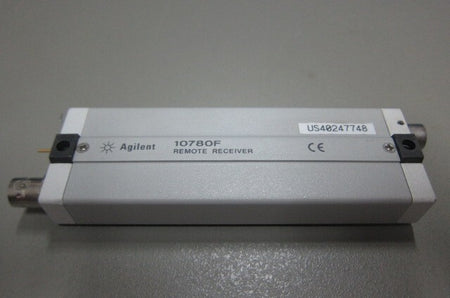 US40247748
Agilent
10780F
REMOTE RECEIVER
CE